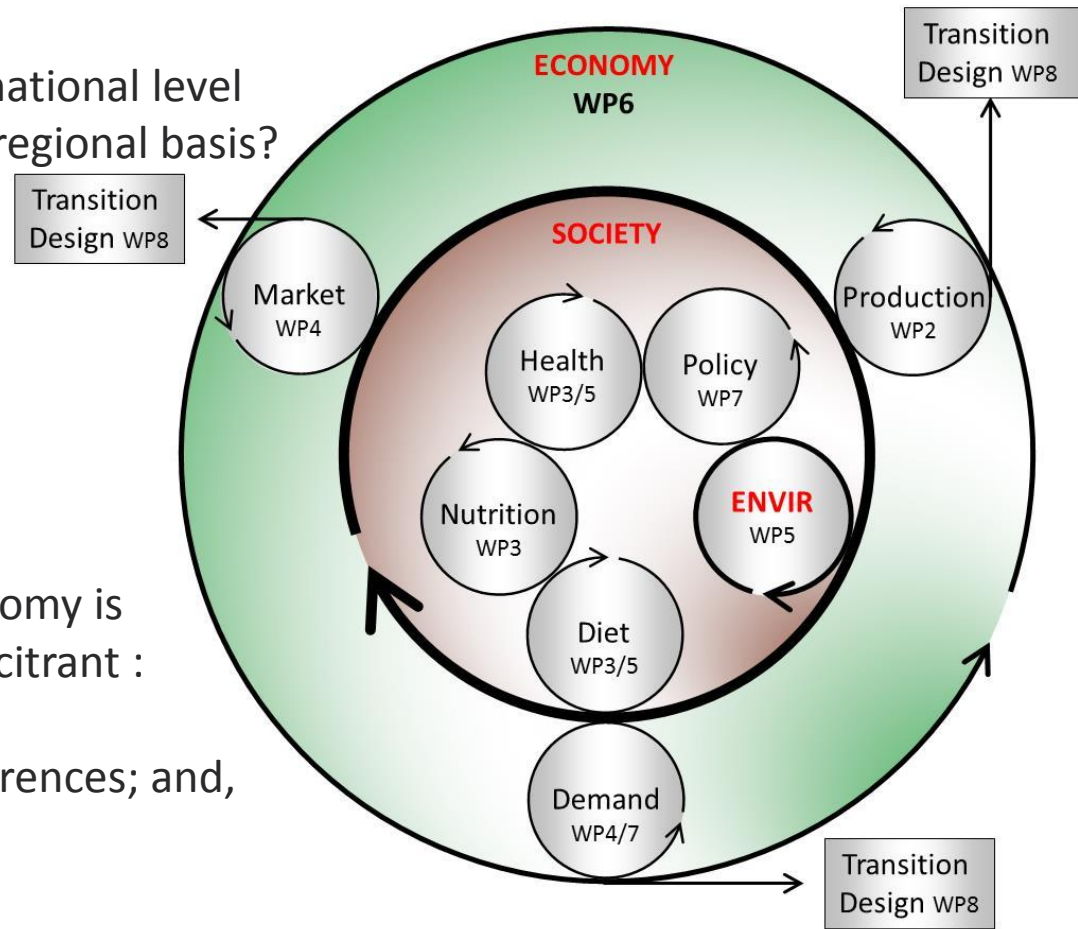 national level
regional basis?
ECONOMY
WP6
Transition
Design WP8
Transition
Design WP8
SOCIETY
Market
WP4
Production
WP2
Health
WP3/5
Policy
WP7
Nutrition
WP3
ENVIR
WP5
omy is
citrant :
rences; and,
Diet
WP3/5
Demand
WP4/7
Transition
Design WP8